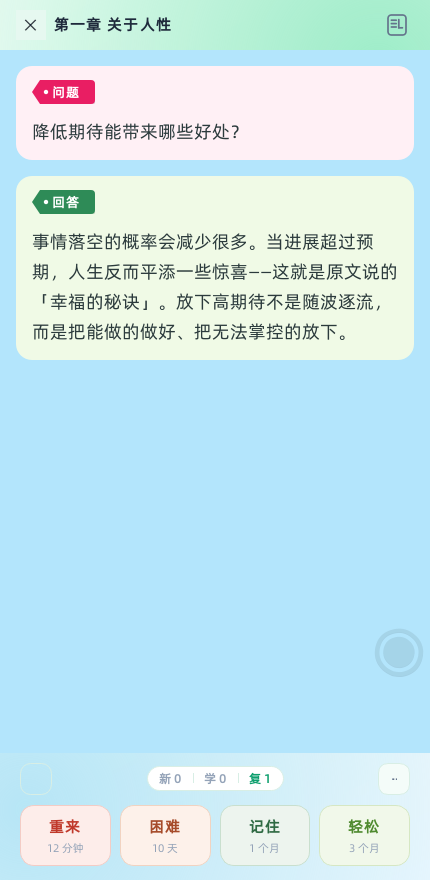 第一章 关于人性
问题
降低期待能带来哪些好处？
回答
事情落空的概率会减少很多。当进展超过预
期，人生反而平添一些惊喜——这就是原文说的
「幸福的秘诀」。放下高期待不是随波逐流，
而是把能做的做好、把无法掌控的放下。
新 0 学 0 复 1
重来 困难 记住 轻松
12 分钟 10 天 1 个月 3 个月